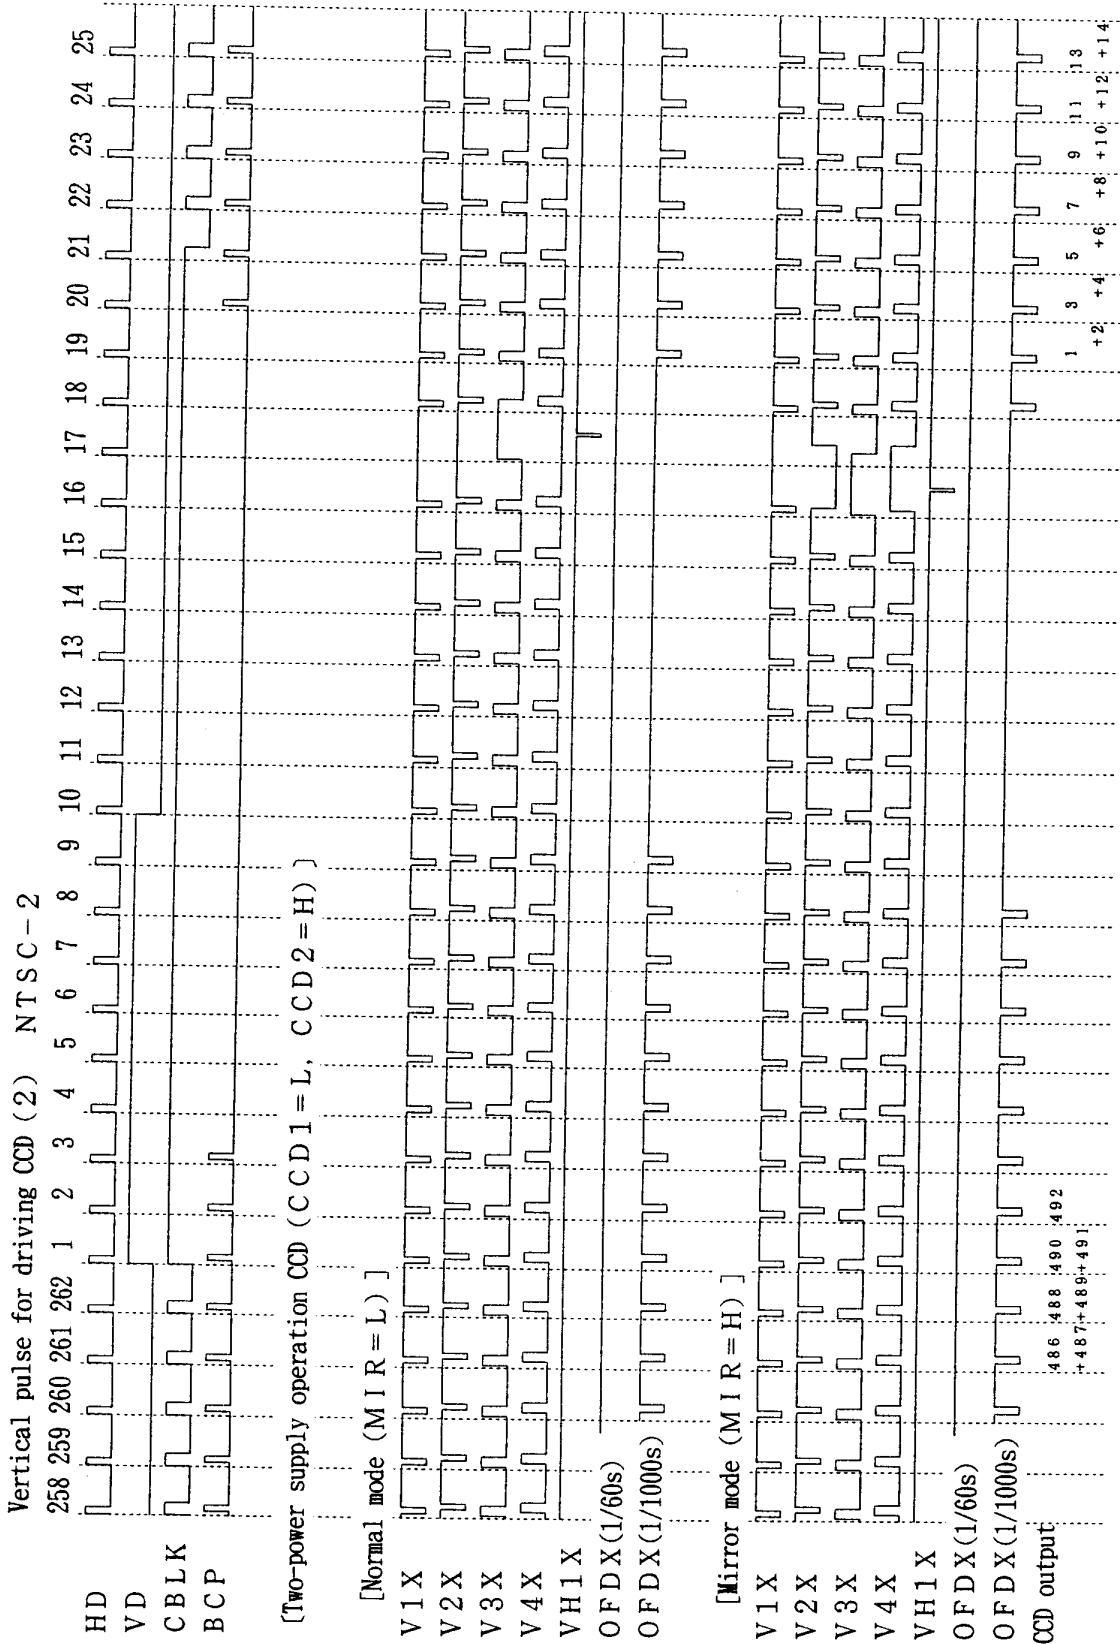 Vertical pulse for driving CCD (2) NTSC-2
258 259 260 261 262 1 2 3 4 5 6 7 8 9 10 11 12 13 14 15 16 17 18 19 20 21 22 23 24 25
HD
VD
CBLK
BCP
[Two-power supply operation CCD (CCD1=L, CCD2=H) ]
[Normal mode (MIR=L) ]
V1X
V2X
V3X
V4X
VH1X
OFDX(1/60s)
OFDX(1/1000s)
[Mirror mode (MIR=H) ]
V1X
V2X
V3X
V4X
VH1X
OFDX(1/60s)
OFDX(1/1000s)
CCD output
486 488 490 492 1 3 5 7 9 11 13
+487+489+491 +2 +4 +6 +8 +10 +12 +14